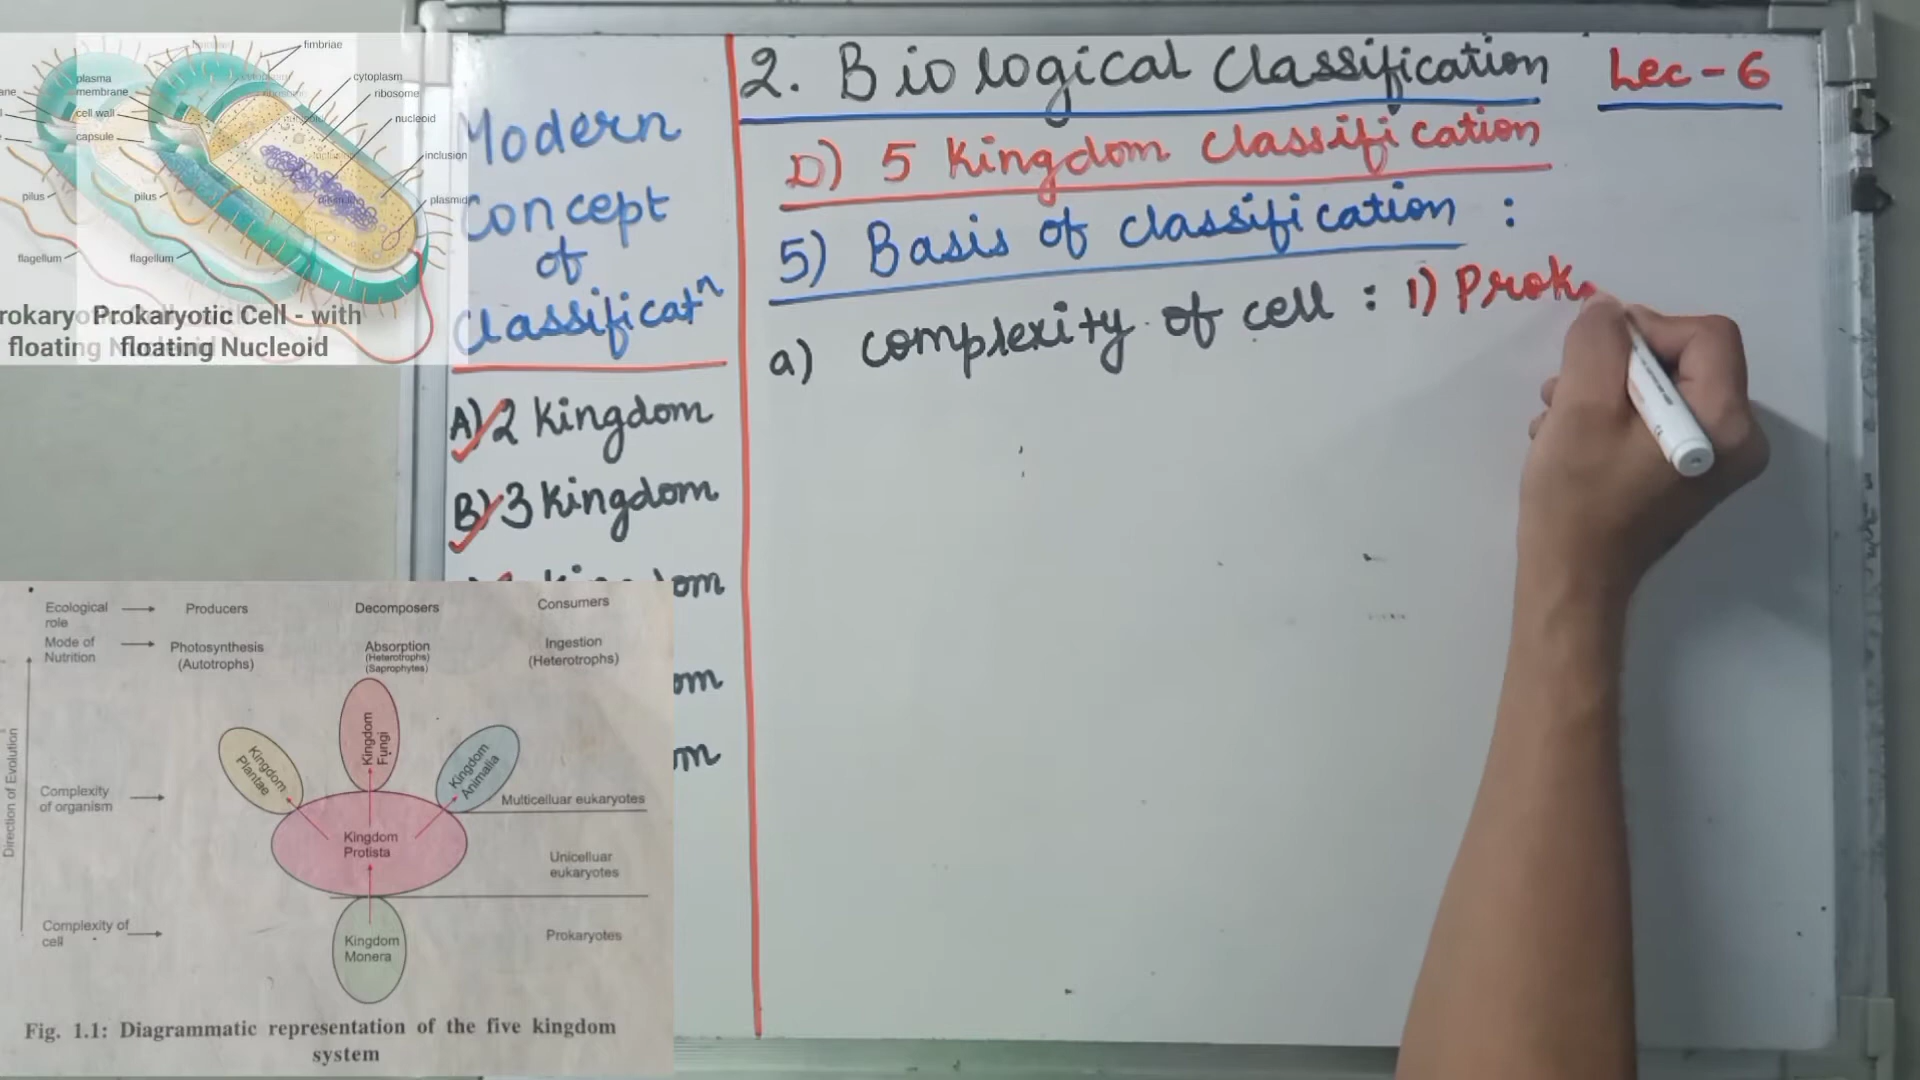 fimbriae
plasma membrane
cytoplasm
ribosome
cell wall
nucleoid
capsule
inclusion
pilus
pilus
plasmid
flagellum
flagellum
Prokaryotic Cell - with
floating Nucleoid
Modern
Concept
of
Classificatⁿ
A) 2 Kingdom
B) 3 Kingdom
2. Biological Classification
Lec - 6
D) 5 Kingdom Classification
5) Basis of classification :
a) complexity of cell : 1) Prok
Ecological role
Producers
Decomposers
Consumers
Mode of Nutrition
Photosynthesis (Autotrophs)
Absorption (Heterotrophs) (Saprophytes)
Ingestion (Heterotrophs)
Direction of Evolution
Kingdom Plantae
Kingdom Fungi
Kingdom Animalia
Complexity of organism
Multicelluar eukaryotes
Kingdom Protista
Unicelluar eukaryotes
Complexity of cell
Kingdom Monera
Prokaryotes
Fig. 1.1: Diagrammatic representation of the five kingdom
system